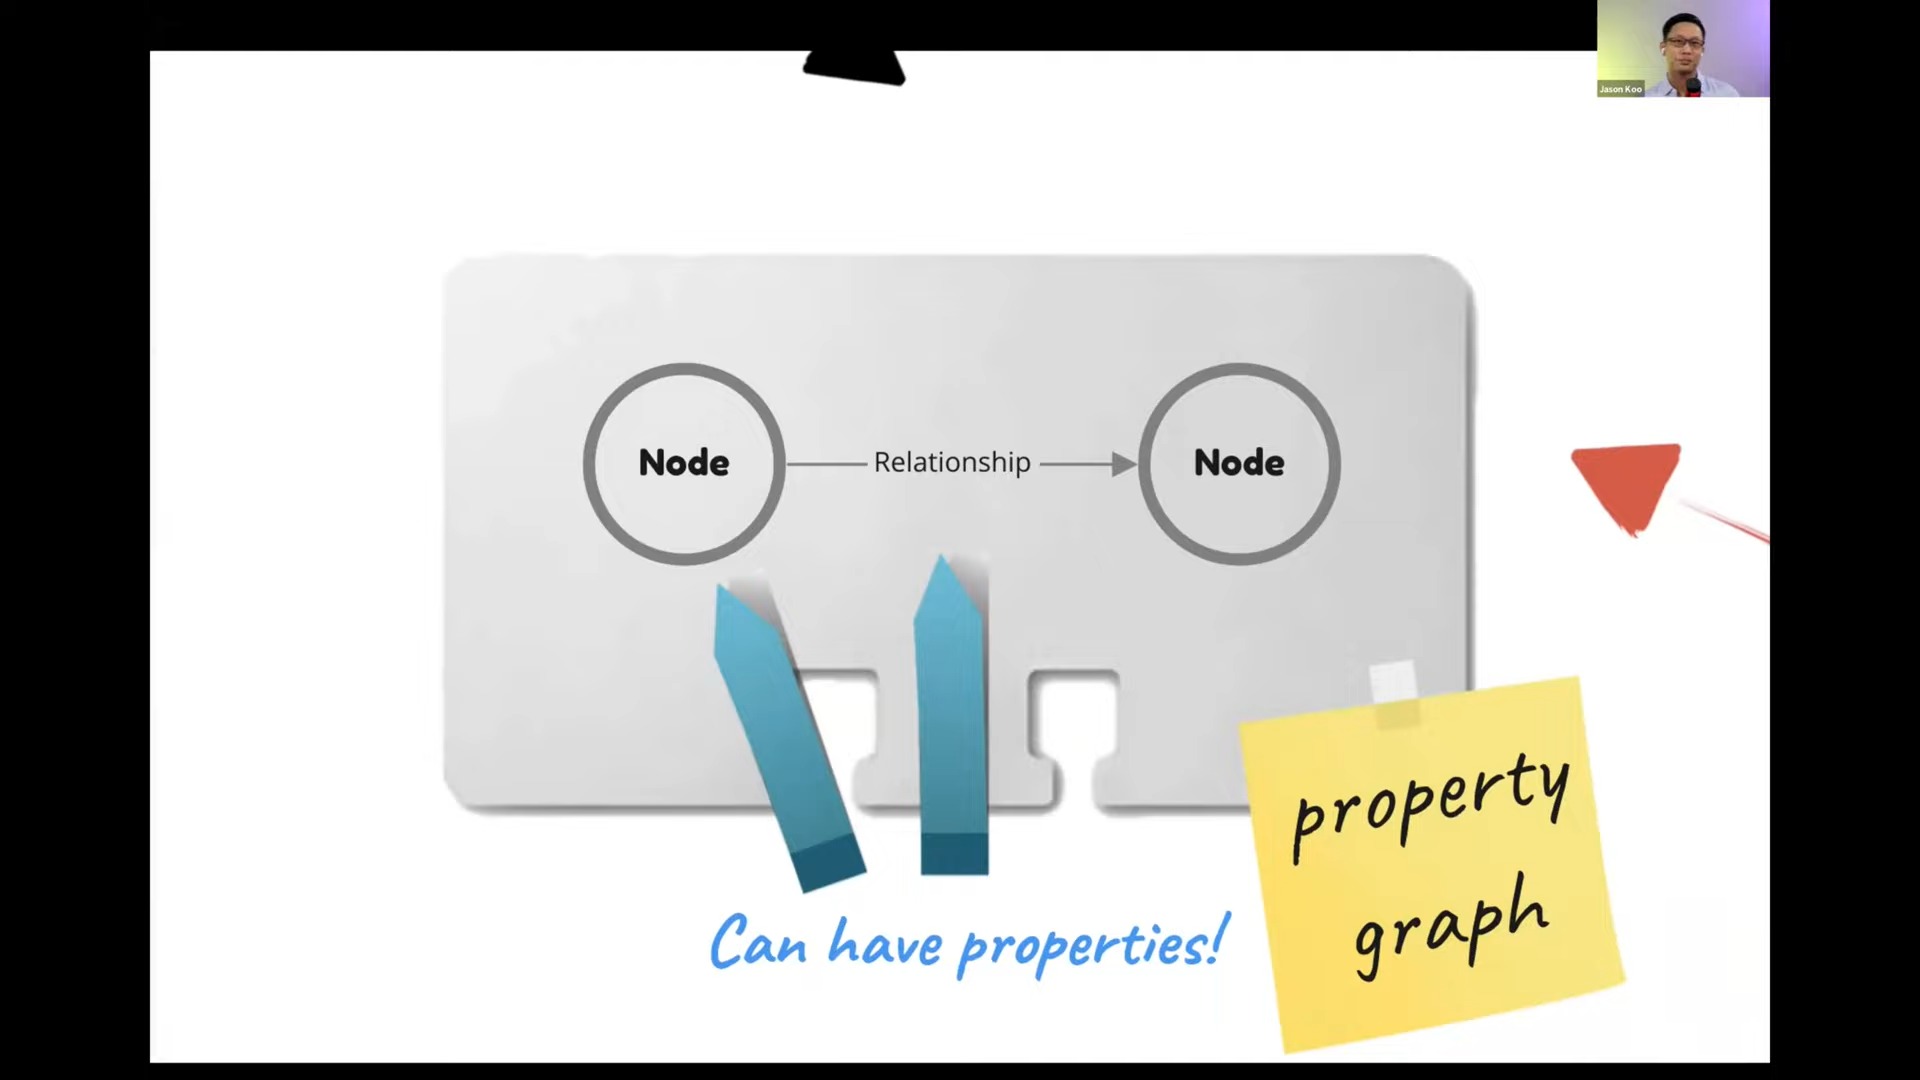 Jason Koo
Node
Relationship
Node
property
graph
Can have properties!